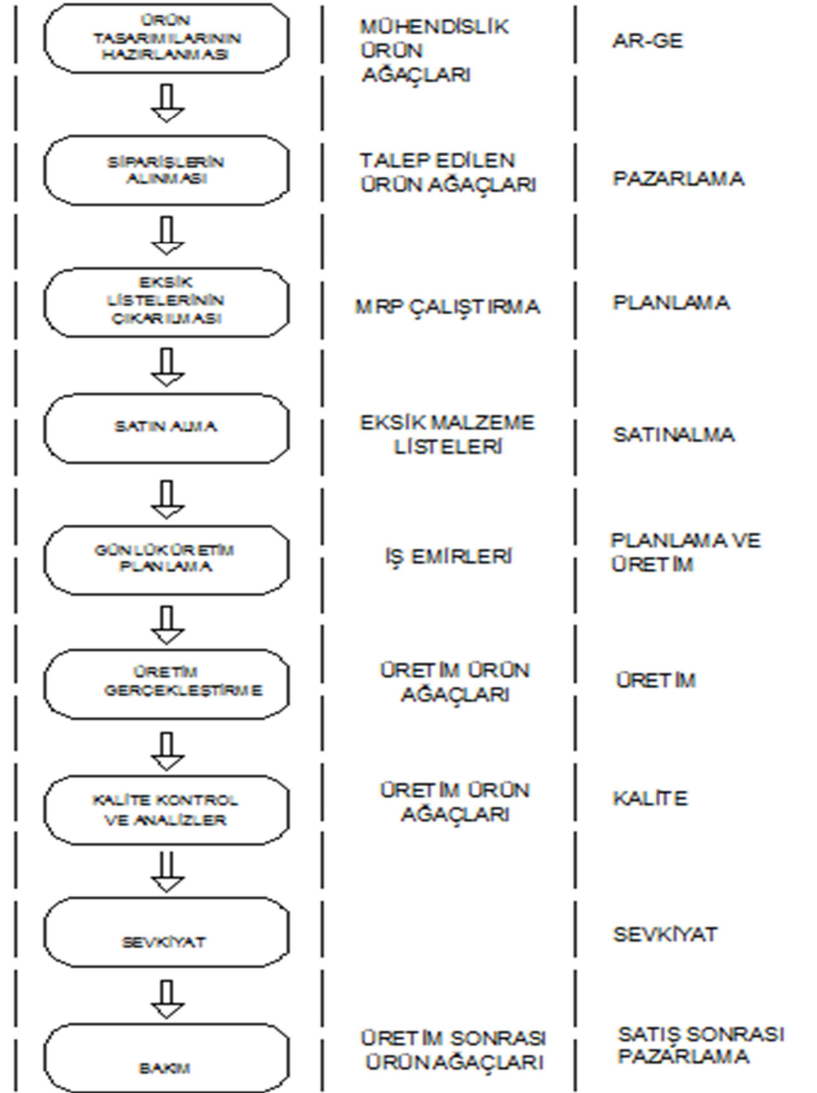 ÜRÜN
TASARIMILARININ
HAZIRLANMASI
MÜHENDİSLİK
ÜRÜN
AĞAÇLARI
AR-GE
SİPARİŞLERİN
ALINMASI
TALEP EDİLEN
ÜRÜN AĞAÇLARI
PAZARLAMA
EKSİK
LİSTELERİNİN
ÇIKARILMASI
MRP ÇALIŞTIRMA
PLANLAMA
SATIN ALMA
EKSİK MALZEME
LİSTELERİ
SATINALMA
GÜNLÜK ÜRETİM
PLANLAMA
İŞ EMİRLERİ
PLANLAMA VE
ÜRETİM
ÜRETİM
GERÇEKLEŞTİRME
ÜRETİM ÜRÜN
AĞAÇLARI
ÜRETİM
KALİTE KONTROL
VE ANALİZLER
ÜRETİM ÜRÜN
AĞAÇLARI
KALİTE
SEVKİYAT
SEVKİYAT
BAKIM
ÜRETİM SONRASI
ÜRÜN AĞAÇLARI
SATIŞ SONRASI
PAZARLAMA